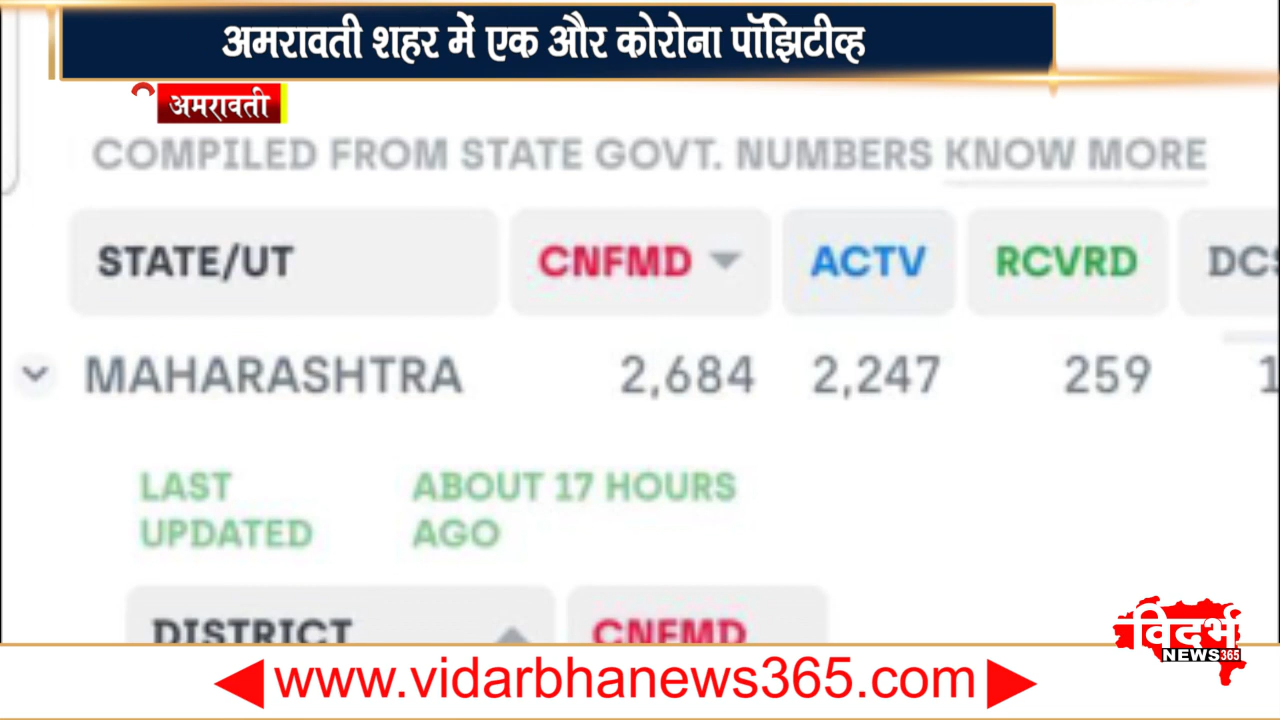 अमरावती शहर में एक और कोरोना पॉझिटीव्ह
अमरावती
COMPILED FROM STATE GOVT. NUMBERS KNOW MORE
STATE/UT CNFMD ACTV RCVRD
MAHARASHTRA 2,684 2,247 259
LAST UPDATED ABOUT 17 HOURS AGO
DISTRICT CNFMD
विदर्भ
NEWS365
www.vidarbhanews365.com